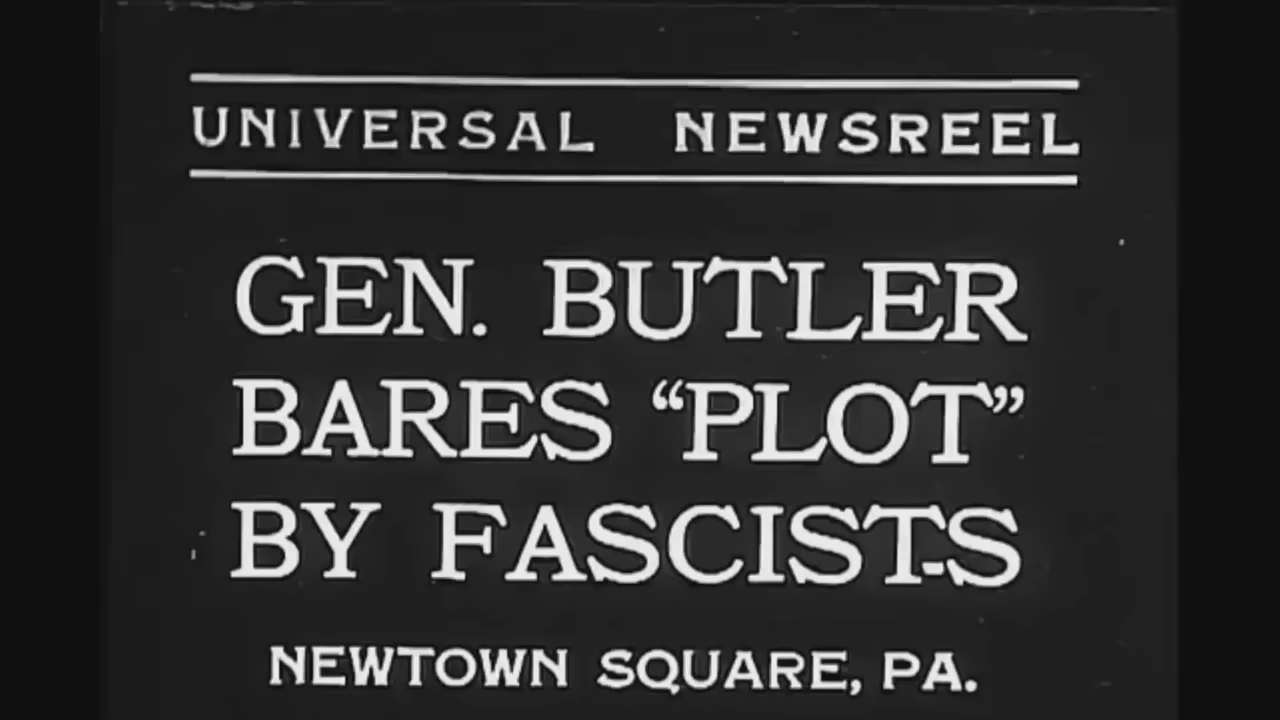 UNIVERSAL NEWSREEL
GEN. BUTLER
BARES “PLOT”
BY FASCISTS
NEWTOWN SQUARE, PA.